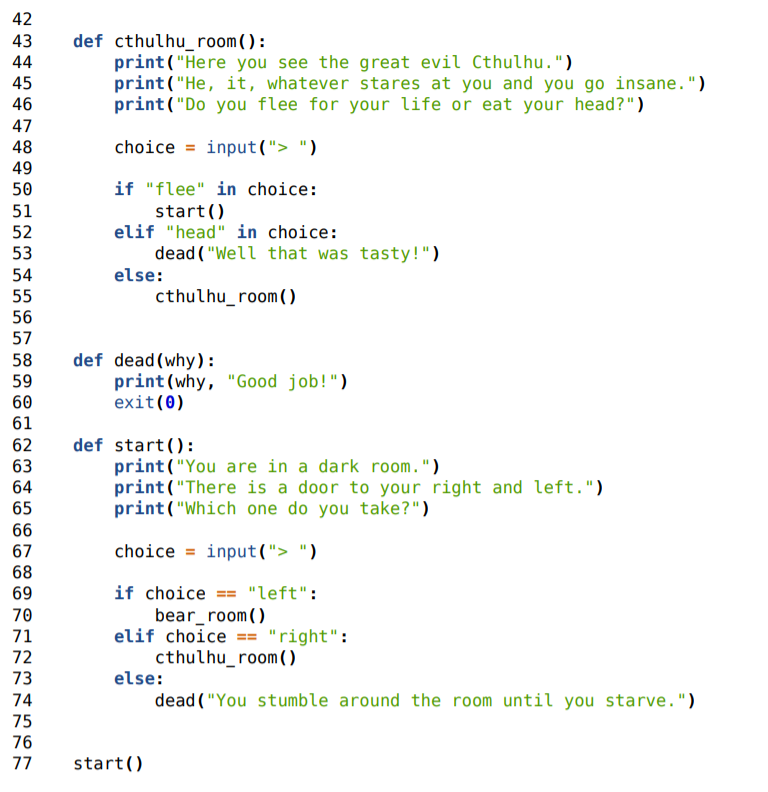 42
43 def cthulhu_room():
44     print("Here you see the great evil Cthulhu.")
45     print("He, it, whatever stares at you and you go insane.")
46     print("Do you flee for your life or eat your head?")
47
48     choice = input("> ")
49
50     if "flee" in choice:
51         start()
52     elif "head" in choice:
53         dead("Well that was tasty!")
54     else:
55         cthulhu_room()
56
57
58 def dead(why):
59     print(why, "Good job!")
60     exit(0)
61
62 def start():
63     print("You are in a dark room.")
64     print("There is a door to your right and left.")
65     print("Which one do you take?")
66
67     choice = input("> ")
68
69     if choice == "left":
70         bear_room()
71     elif choice == "right":
72         cthulhu_room()
73     else:
74         dead("You stumble around the room until you starve.")
75
76
77 start()